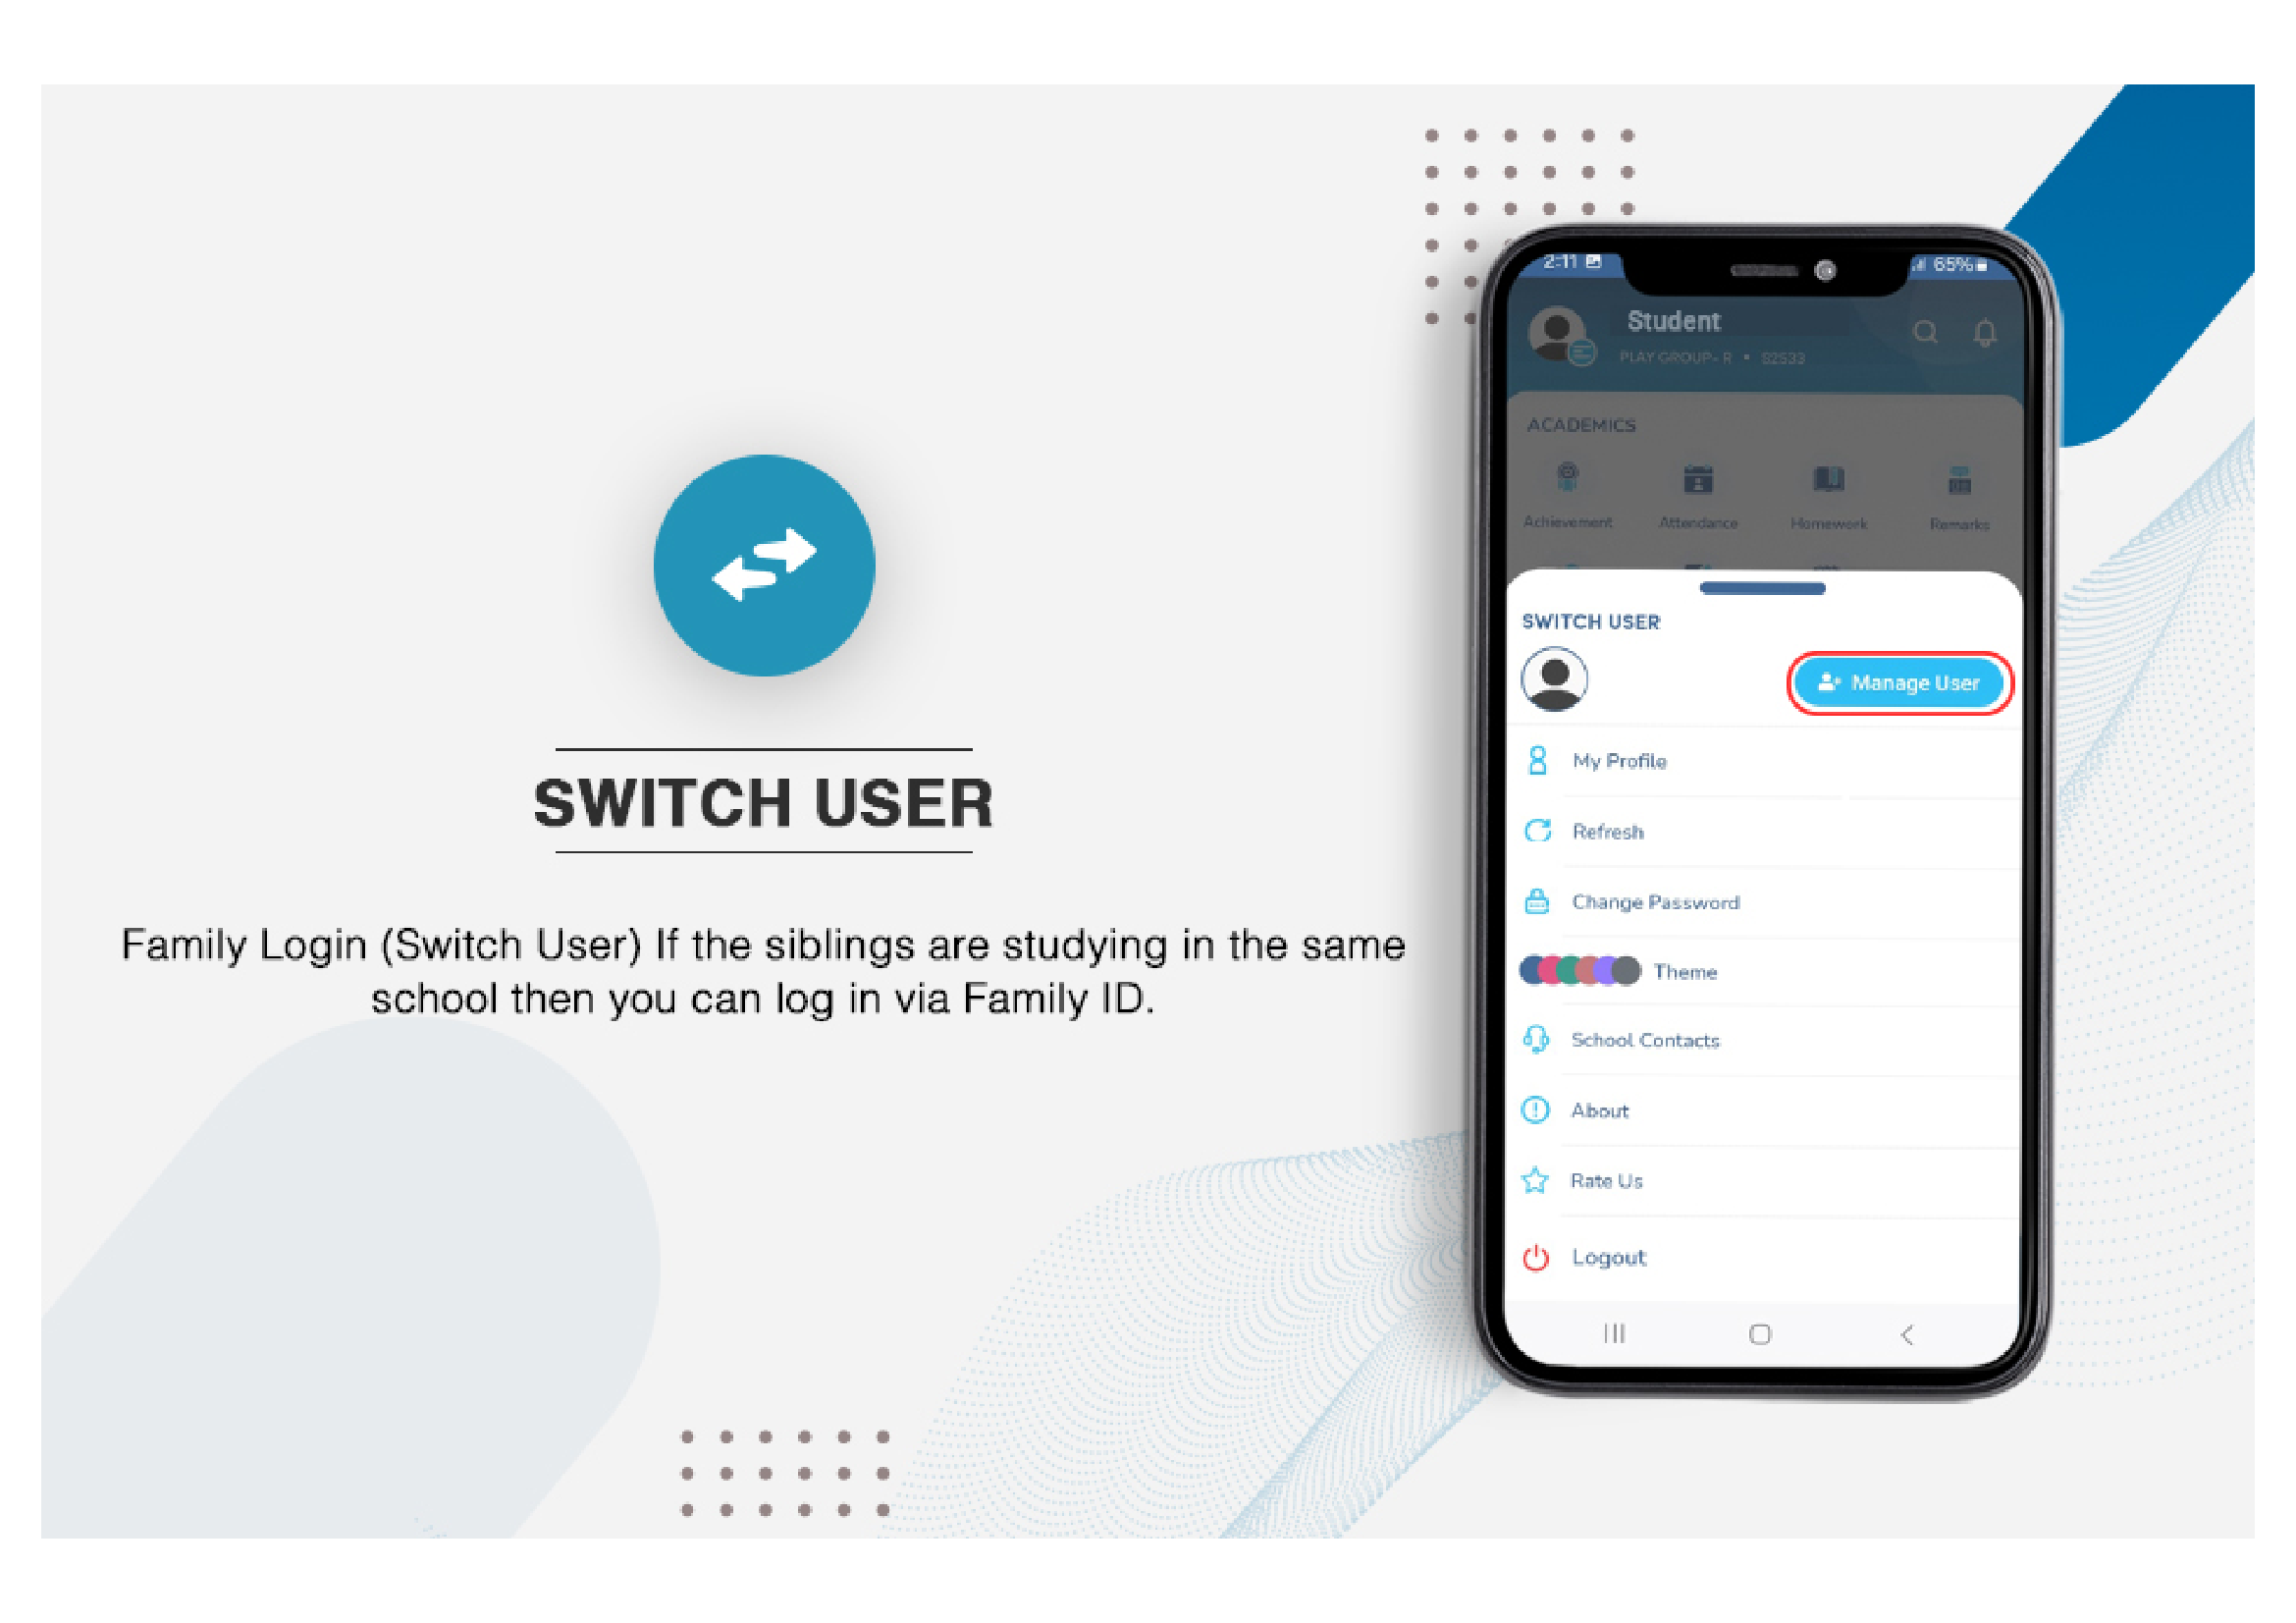 SWITCH USER
Family Login (Switch User) If the siblings are studying in the same
school then you can log in via Family ID.
2:11
65%
Student
PLAY GROUP- R • S2533
ACADEMICS
Achievement Attendance Homework Remarks
SWITCH USER
Manage User
My Profile
Refresh
Change Password
Theme
School Contacts
About
Rate Us
Logout